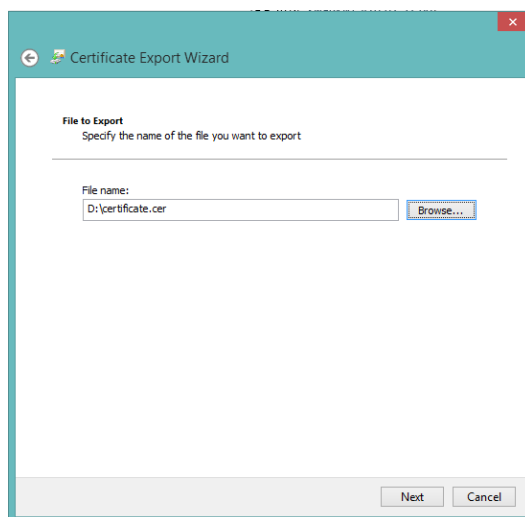 Certificate Export Wizard
File to Export
Specify the name of the file you want to export
File name:
D:\certificate.cer
Browse...
Next
Cancel